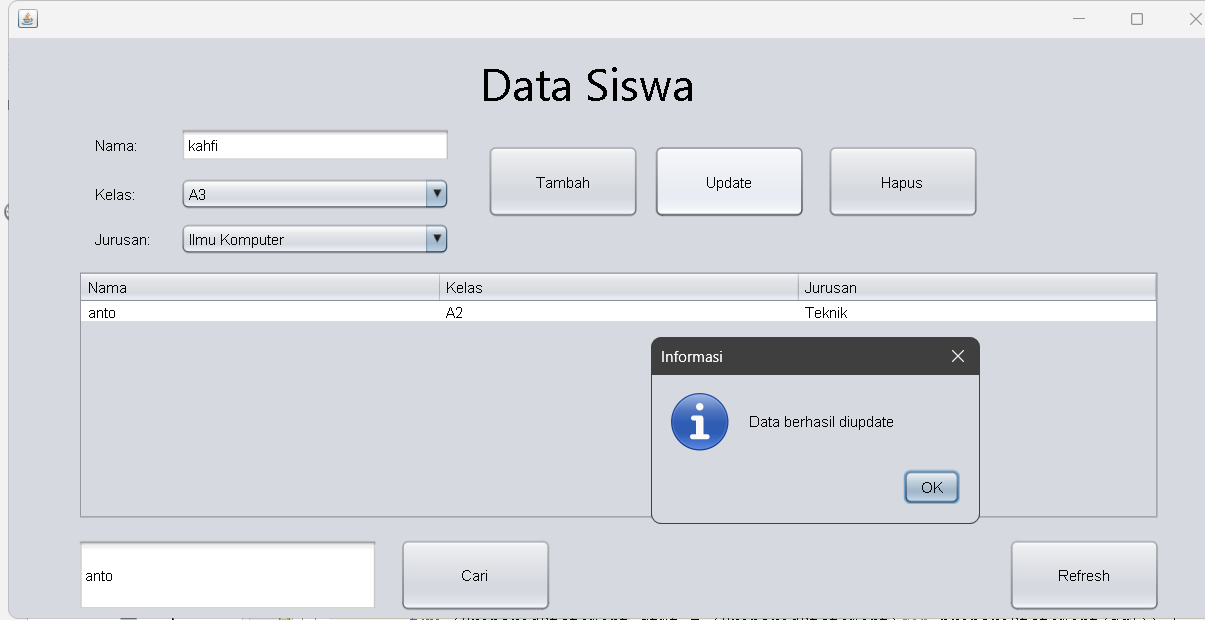 Data Siswa
Nama: kahfi
Tambah Update Hapus
Kelas: A3
Jurusan: Ilmu Komputer
Nama Kelas Jurusan
anto A2 Teknik
Informasi
Data berhasil diupdate
OK
anto Cari Refresh